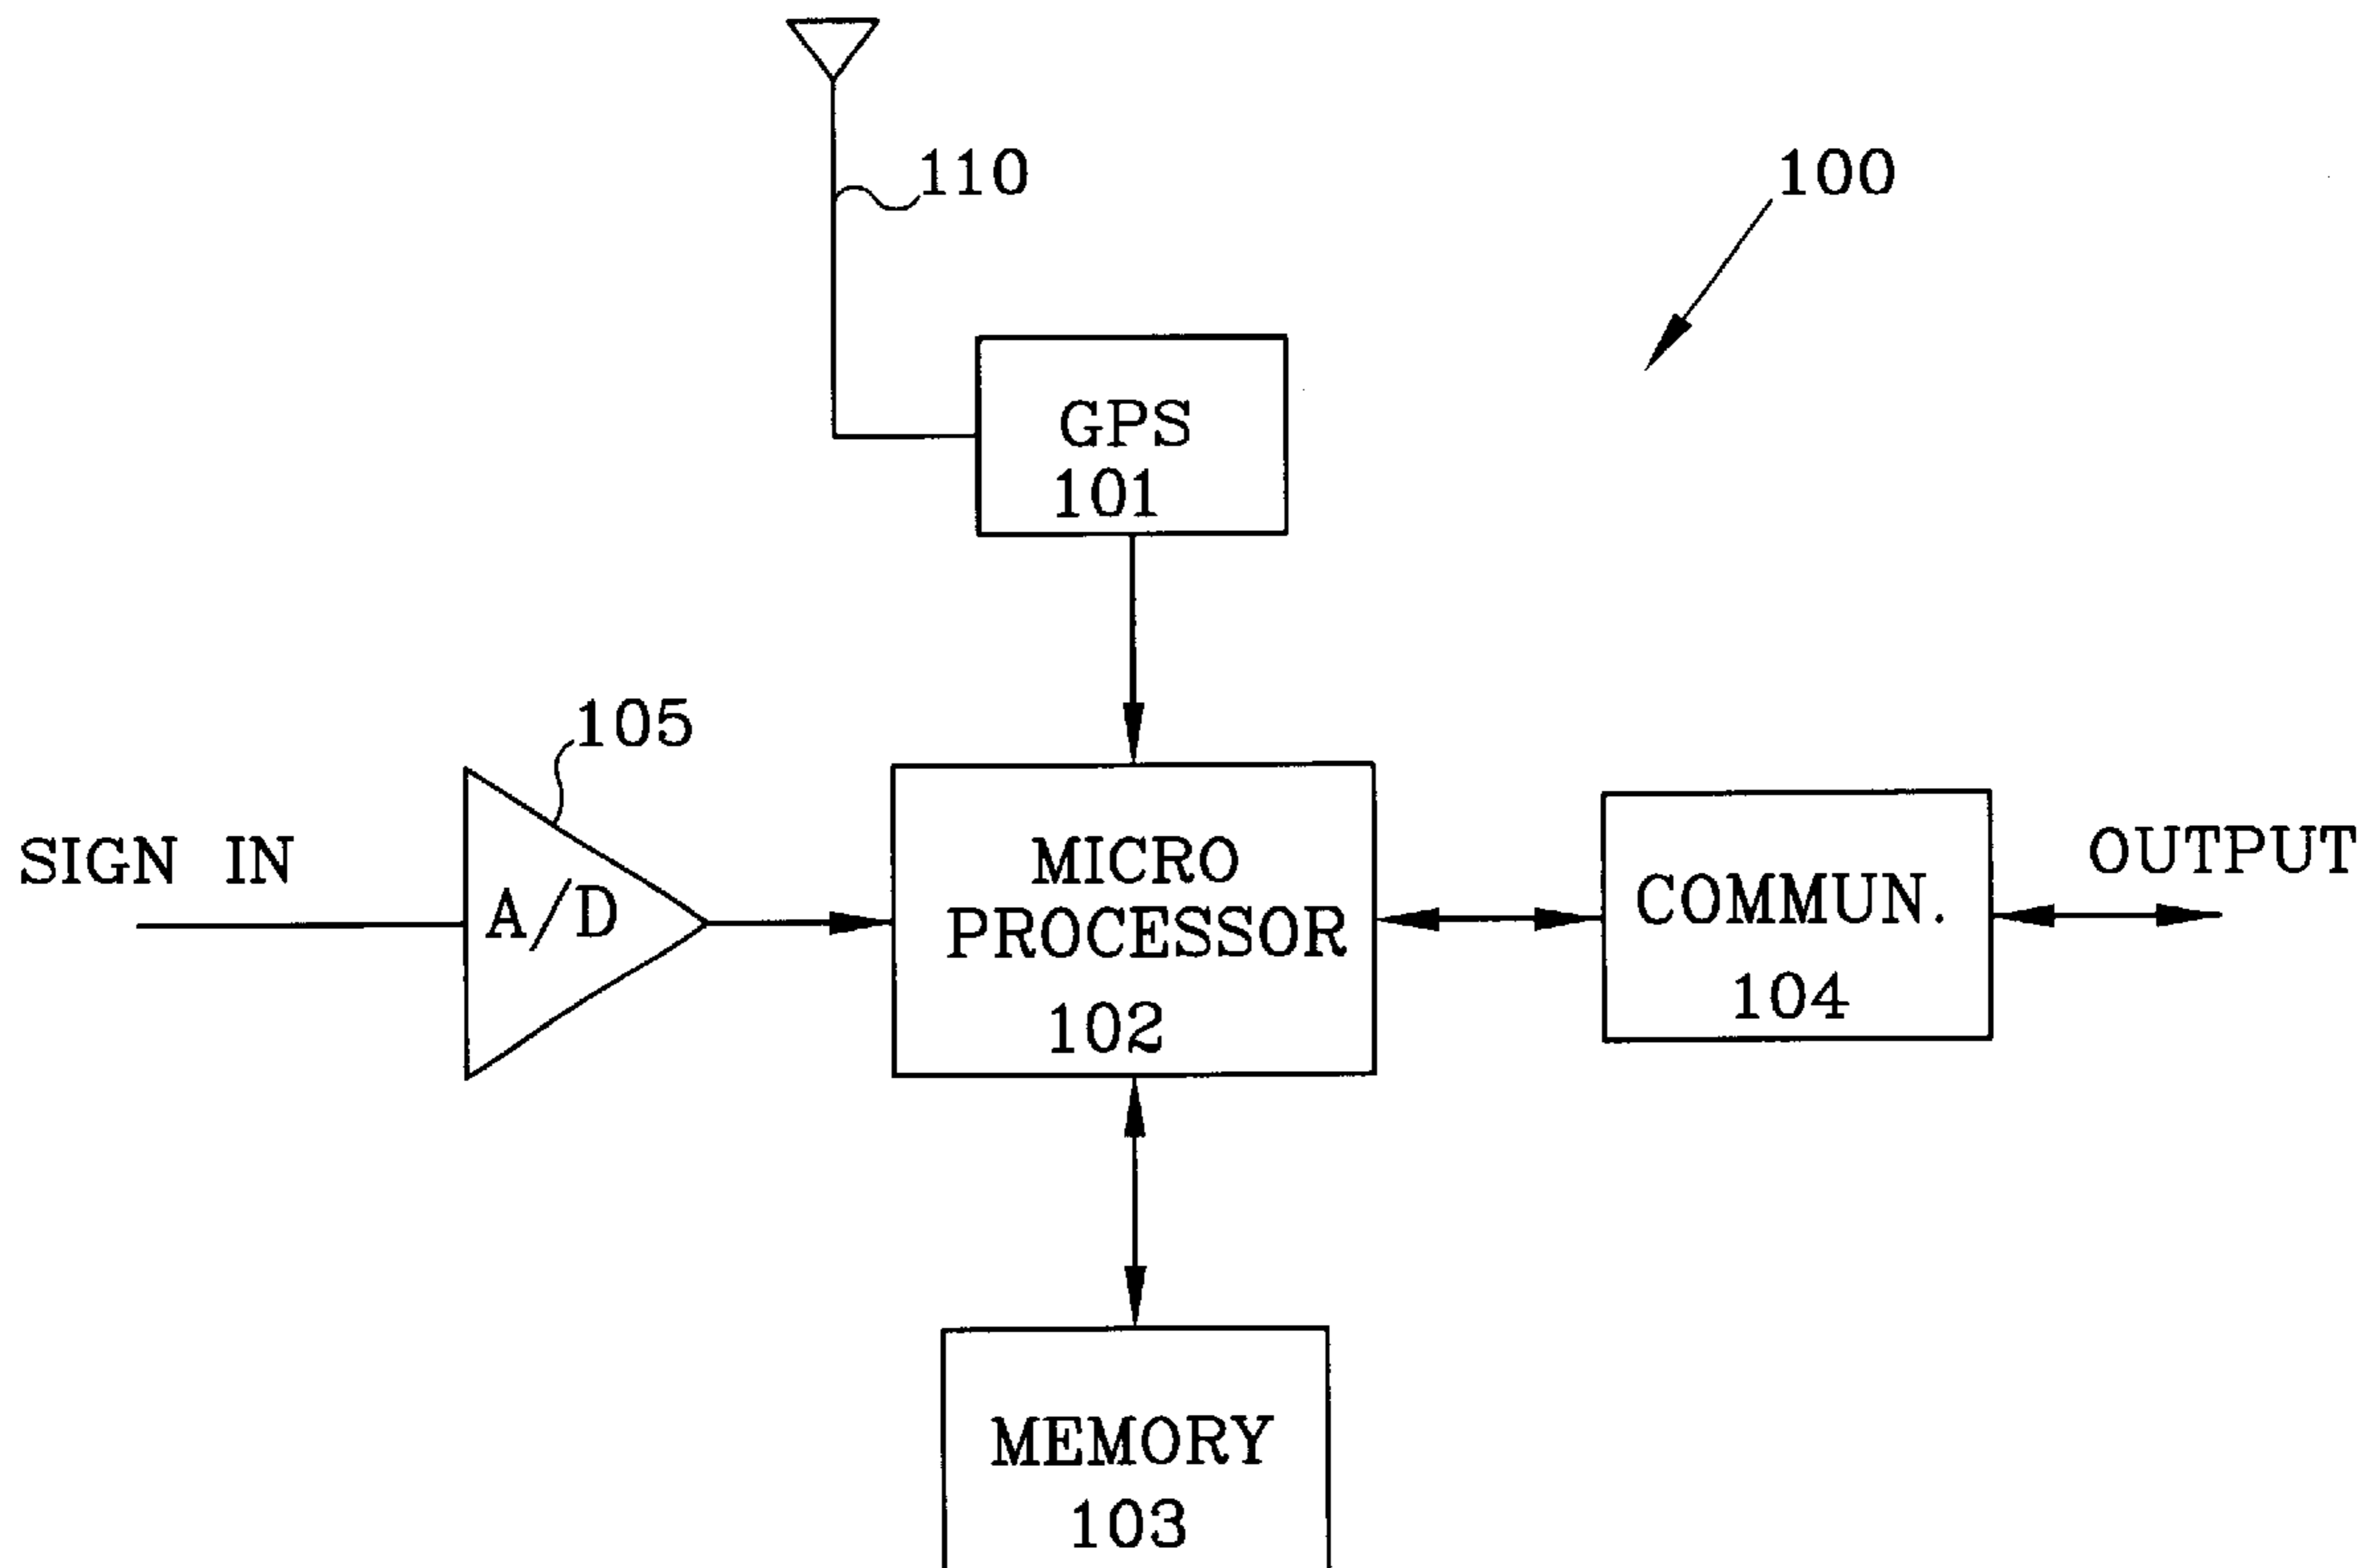 110
100
GPS
101
105
SIGN IN
A/D
MICRO
PROCESSOR
102
COMMUN.
104
OUTPUT
MEMORY
103